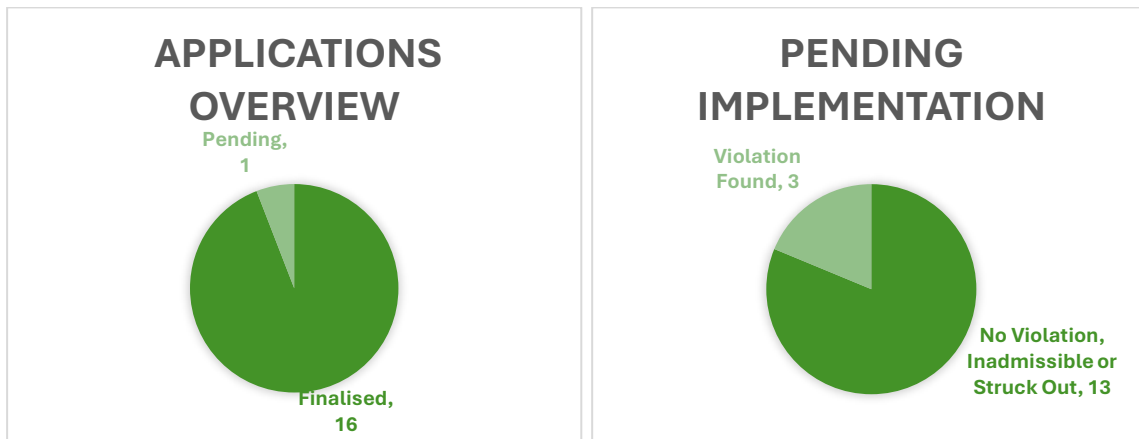 APPLICATIONS
OVERVIEW
Pending,
1
Finalised,
16
PENDING
IMPLEMENTATION
Violation
Found, 3
No Violation,
Inadmissible or
Struck Out, 13